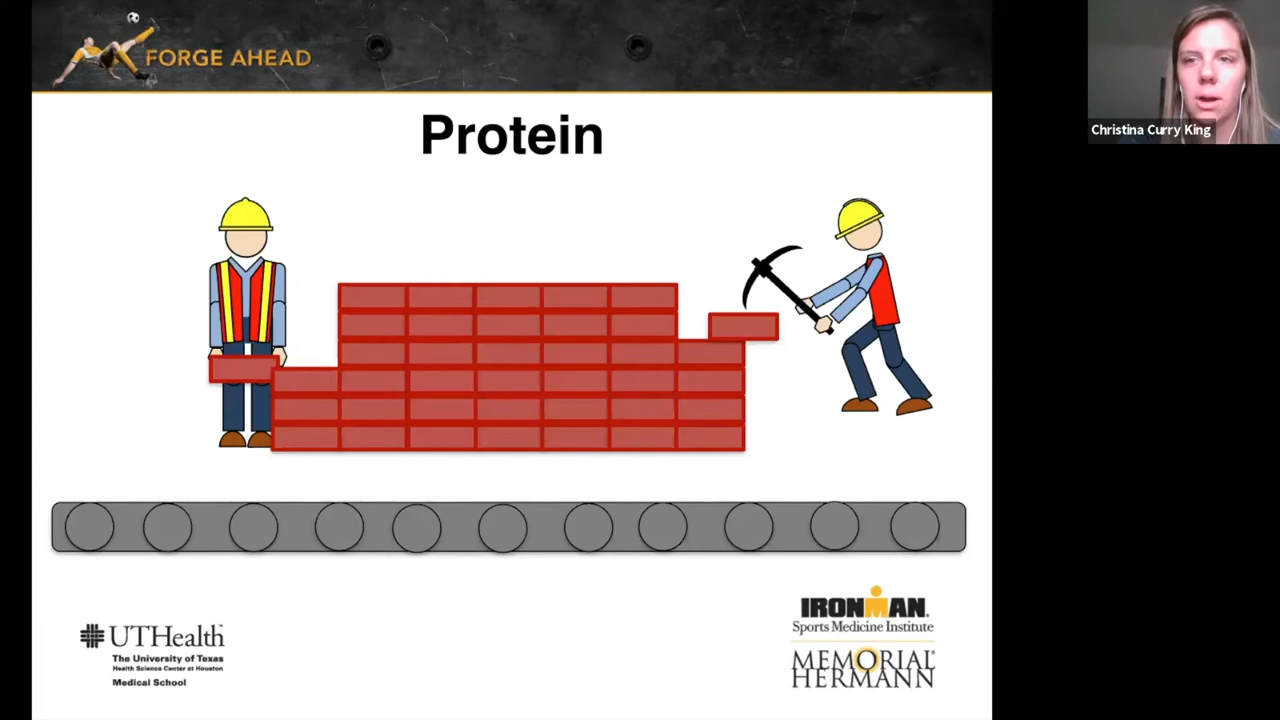 FORGE AHEAD
Christina Curry King
Protein
UTHealth
The University of Texas
Health Science Center at Houston
Medical School
IRONMAN
Sports Medicine Institute
MEMORIAL
HERMANN